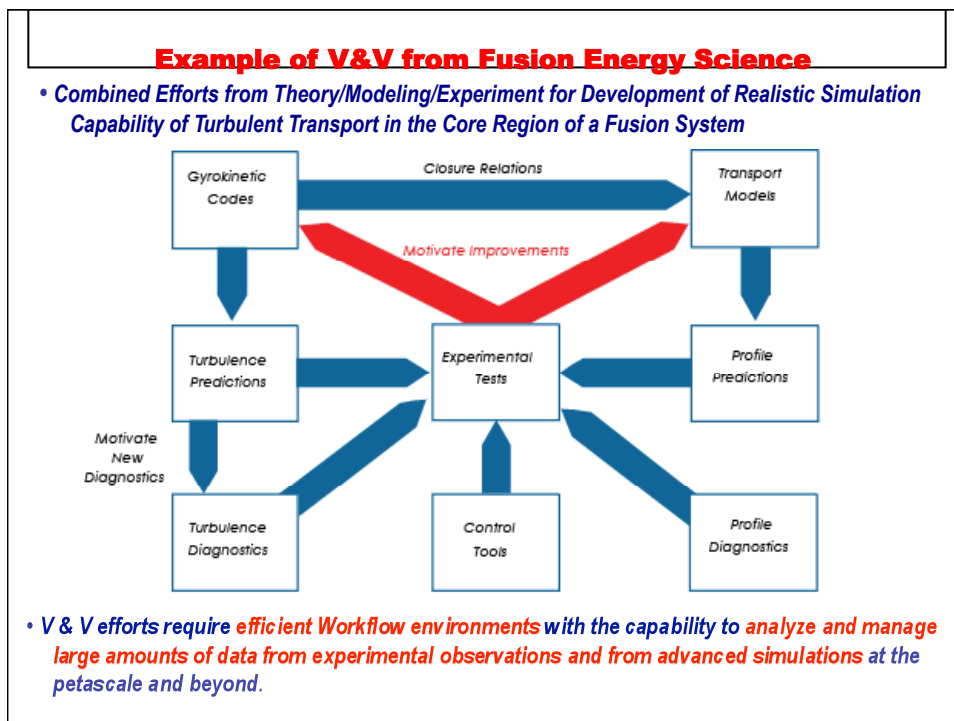 Example of V&V from Fusion Energy Science
• Combined Efforts from Theory/Modeling/Experiment for Development of Realistic Simulation
Capability of Turbulent Transport in the Core Region of a Fusion System
Gyrokinetic
Codes
Closure Relations
Transport
Models
Motivate Improvements
Turbulence
Predictions
Experimental
Tests
Profile
Predictions
Motivate
New
Diagnostics
Turbulence
Diagnostics
Control
Tools
Profile
Diagnostics
• V & V efforts require efficient Workflow environments with the capability to analyze and manage
large amounts of data from experimental observations and from advanced simulations at the
petascale and beyond.